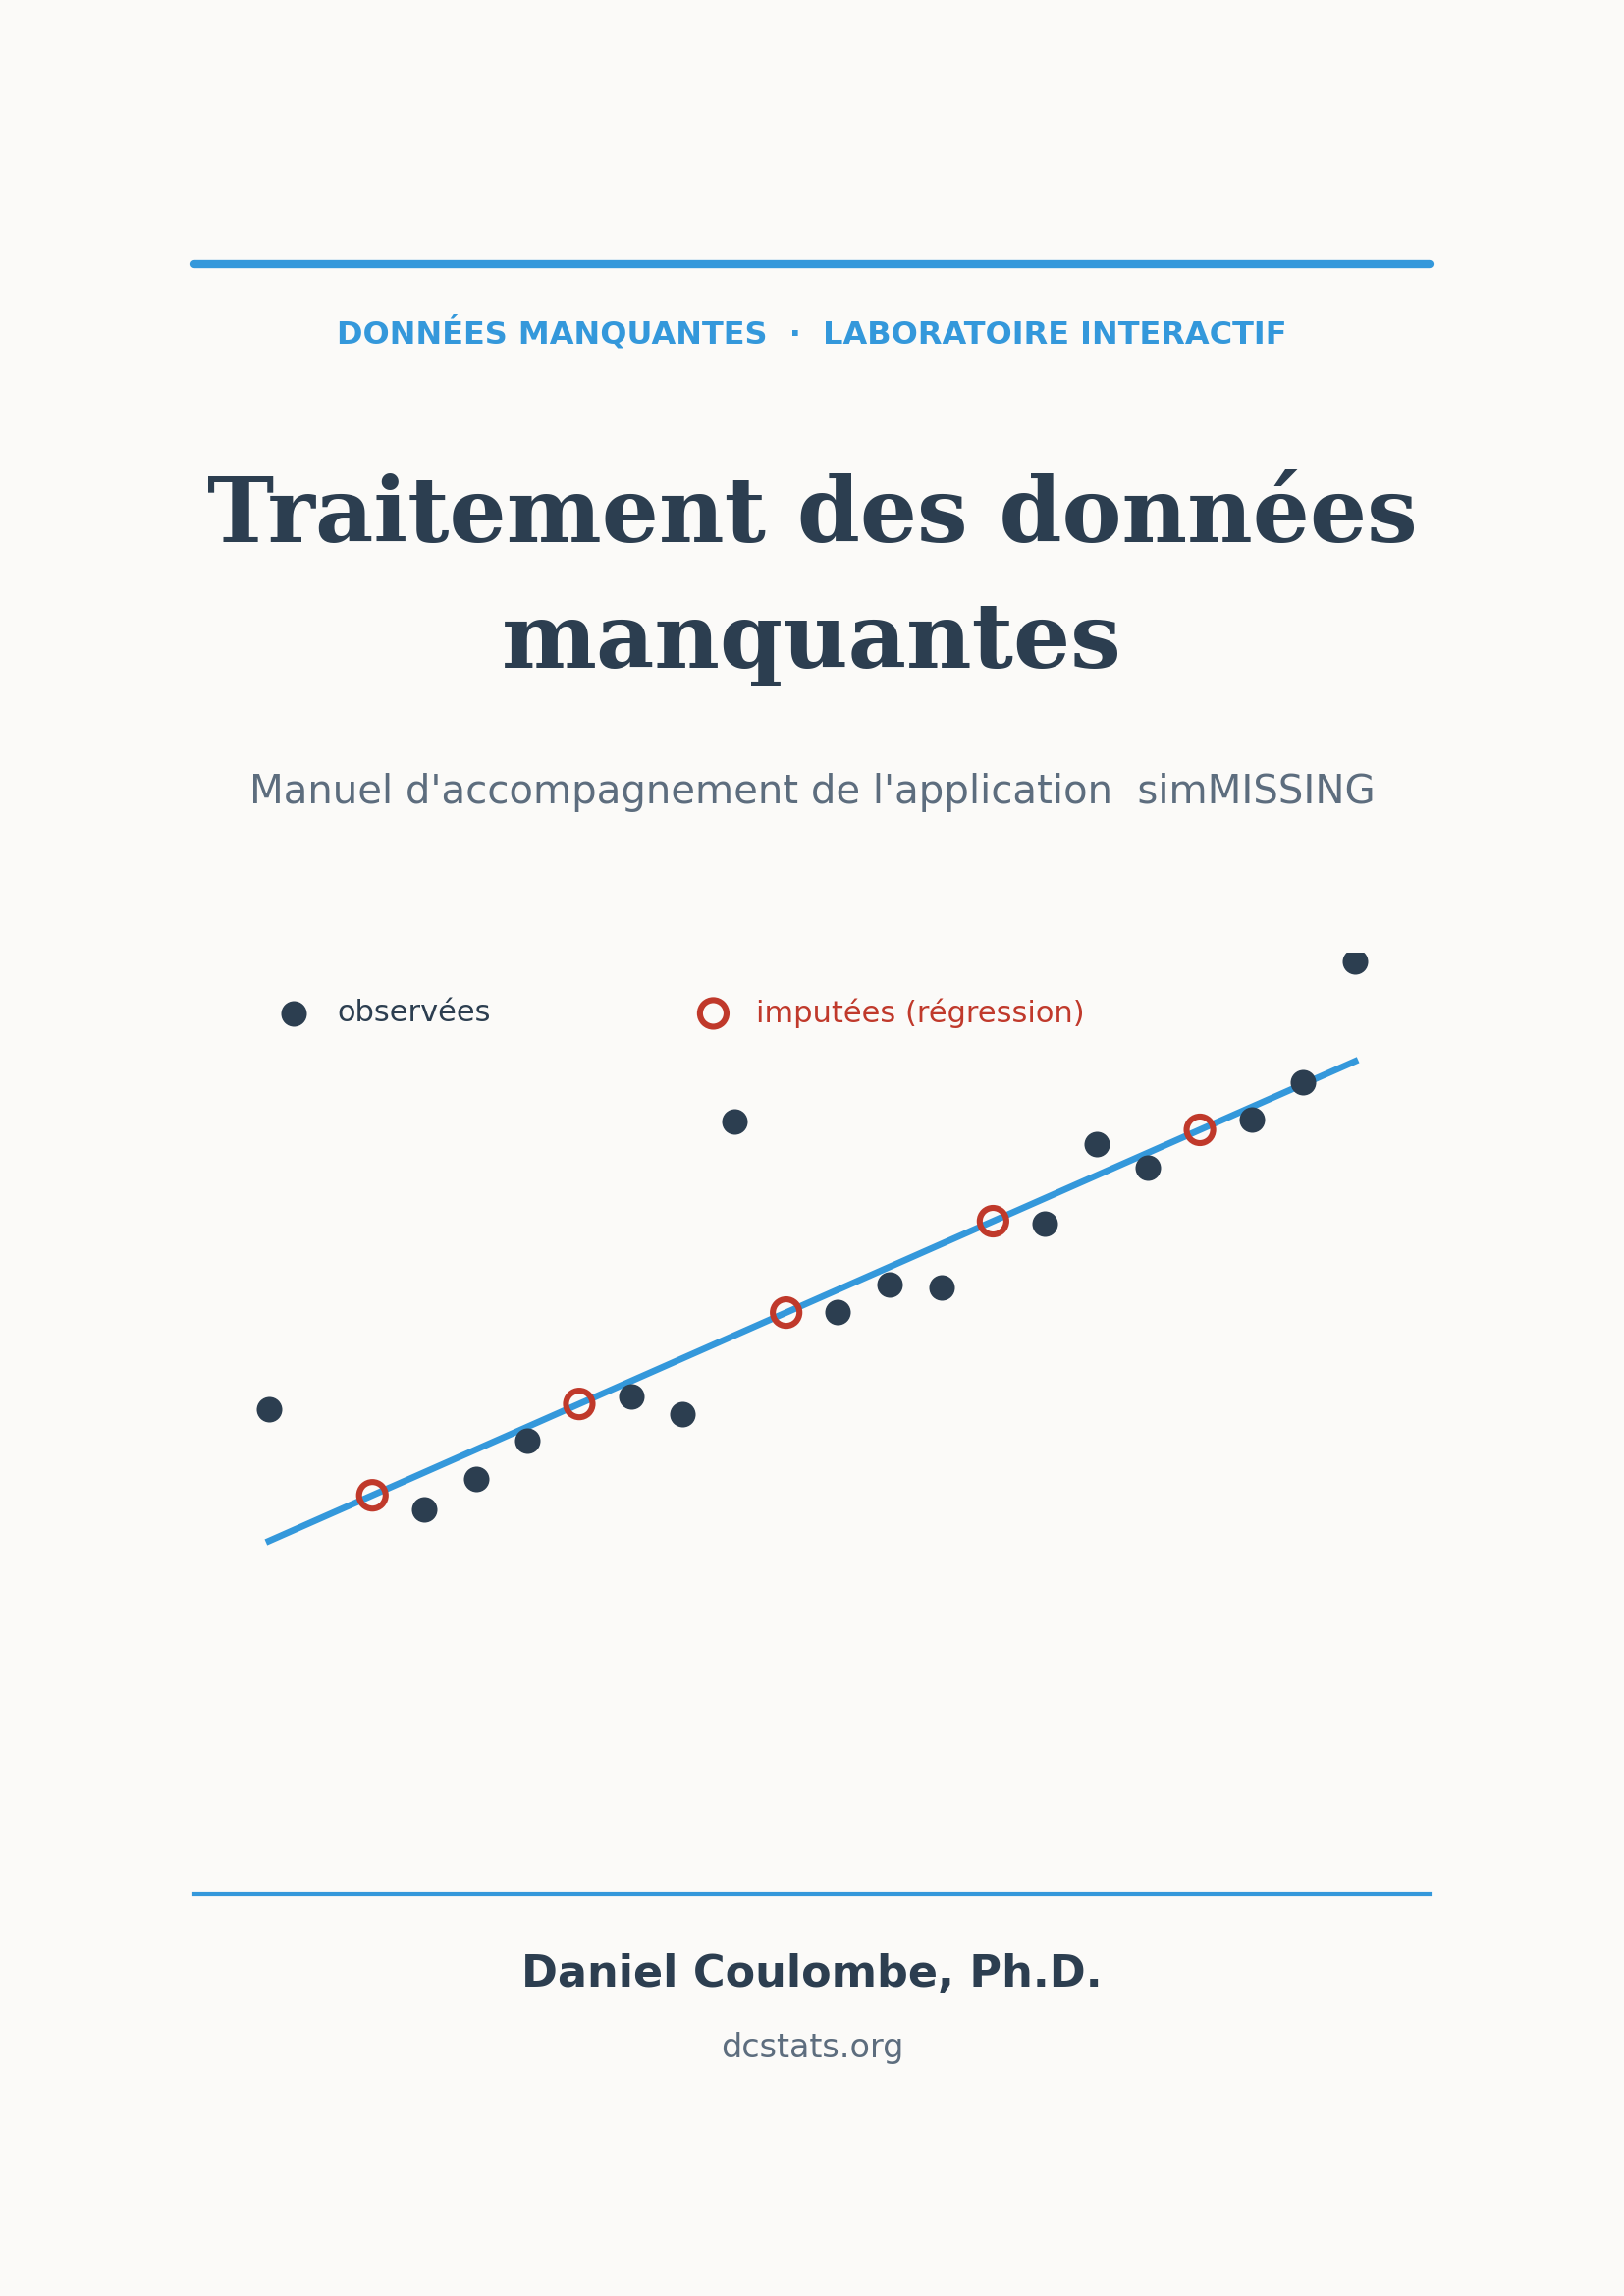 DONNÉES MANQUANTES · LABORATOIRE INTERACTIF
Traitement des données
manquantes
Manuel d'accompagnement de l'application simMISSING
observées
imputées (régression)
Daniel Coulombe, Ph.D.
dcstats.org